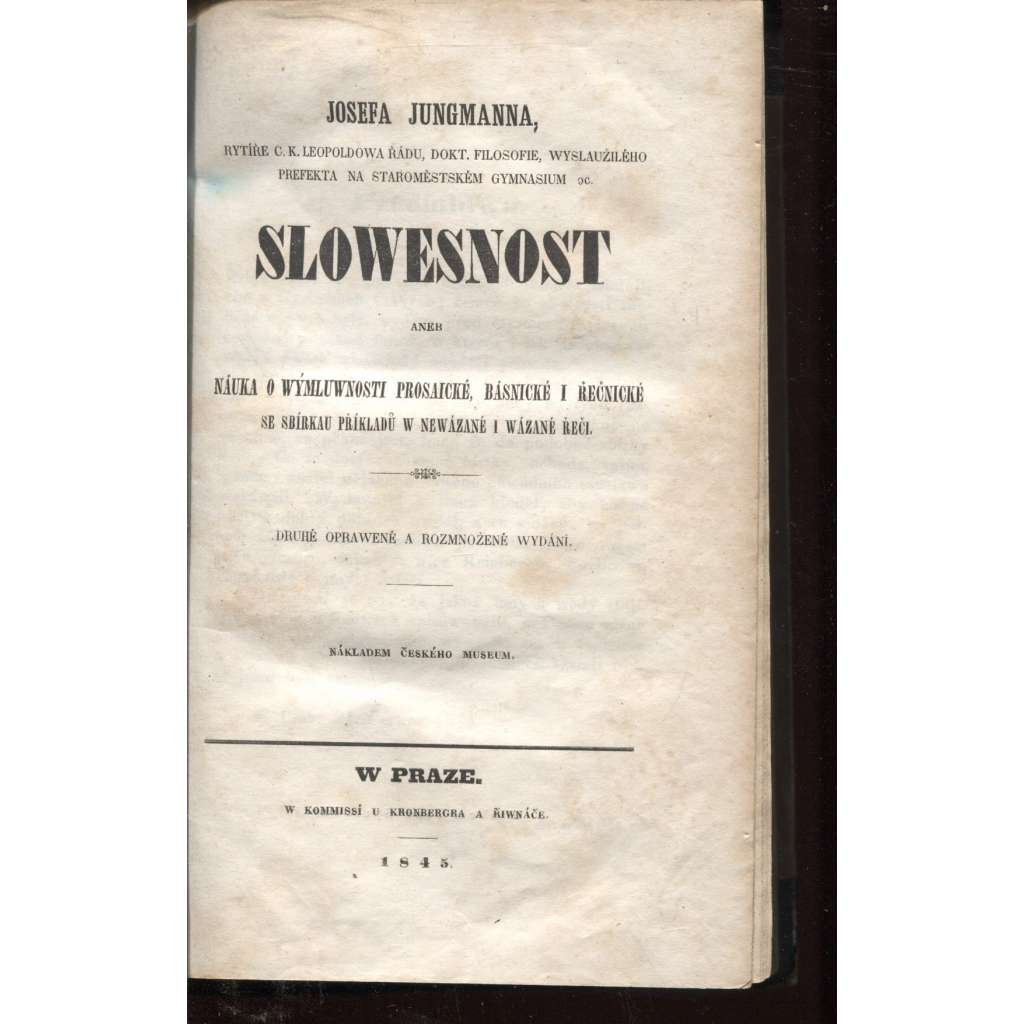 JOSEFA JUNGMANNA,
RYTÍŘE C. K. LEOPOLDOWA ŘÁDU, DOKT. FILOSOFIE, WYSLAUŽILÉHO
PREFEKTA NA STAROMĚSTSKÉM GYMNASIUM ꝛc.
SLOWESNOST
ANEB
NÁUKA O WÝMLUWNOSTI PROSAICKÉ, BÁSNICKÉ I ŘEČNICKÉ
SE SBÍRKAU PŘÍKLADŮ W NEWÁZANÉ I WÁZANÉ ŘEČI.
DRUHÉ OPRAWENÉ A ROZMNOŽENÉ WYDÁNÍ.
NÁKLADEM ČESKÉHO MUSEUM.
W PRAZE.
W KOMMISSÍ U KRONBERGRA A ŘIWNÁČE.
1845.